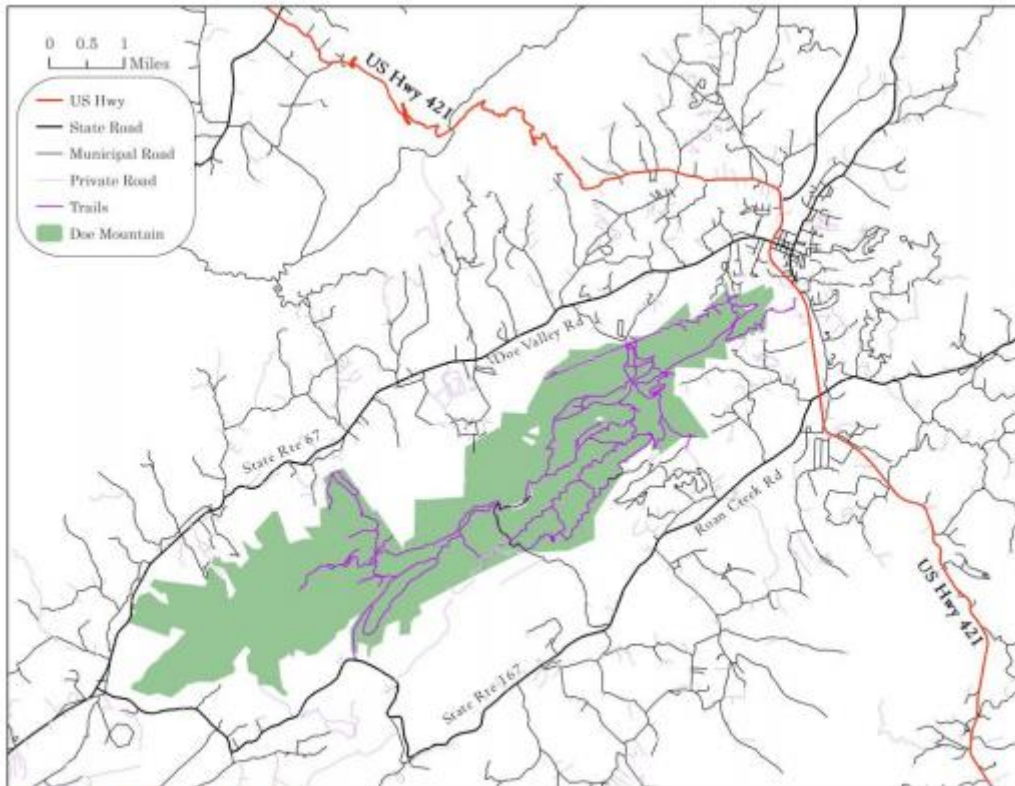 0 0.5 1
Miles
US Hwy
State Road
Municipal Road
Private Road
Trails
Doe Mountain
US Hwy 421
Doe Valley Rd
State Rte 67
Roan Creek Rd
US Hwy 421
State Rte 167